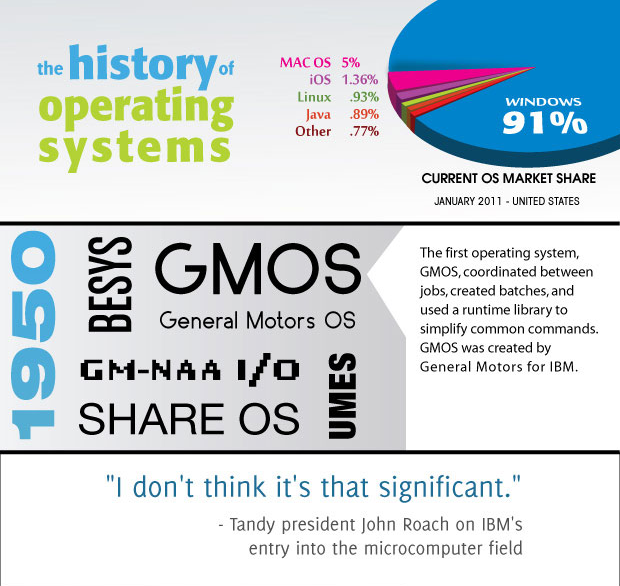 the history of
operating
systems
MAC OS 5%
iOS 1.36%
Linux .93%
Java .89%
Other .77%
WINDOWS
91%
CURRENT OS MARKET SHARE
JANUARY 2011 - UNITED STATES
1950
BESYS
GMOS
General Motors OS
GM-NAA I/O
SHARE OS
UMES
The first operating system,
GMOS, coordinated between
jobs, created batches, and
used a runtime library to
simplify common commands.
GMOS was created by
General Motors for IBM.
"I don't think it's that significant."
- Tandy president John Roach on IBM's
entry into the microcomputer field